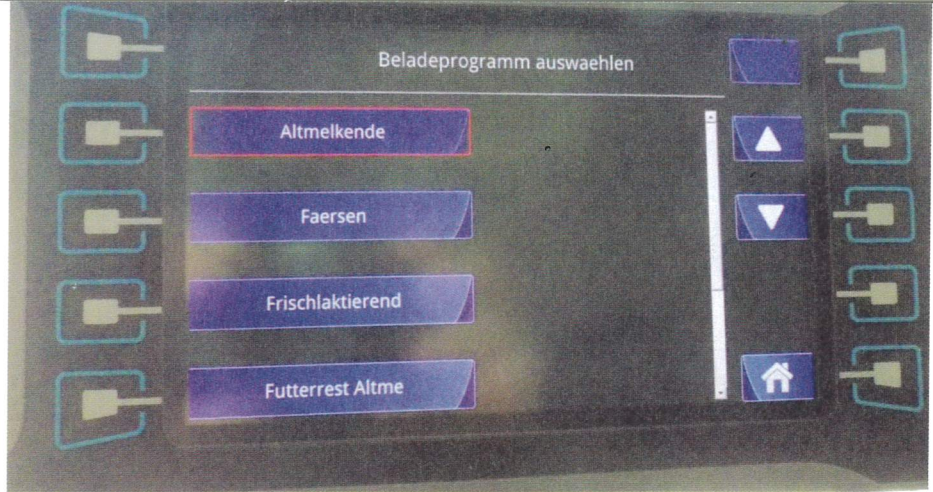 Beladeprogramm auswaehlen
Altmelkende
Faersen
Frischlaktierend
Futterrest Altme